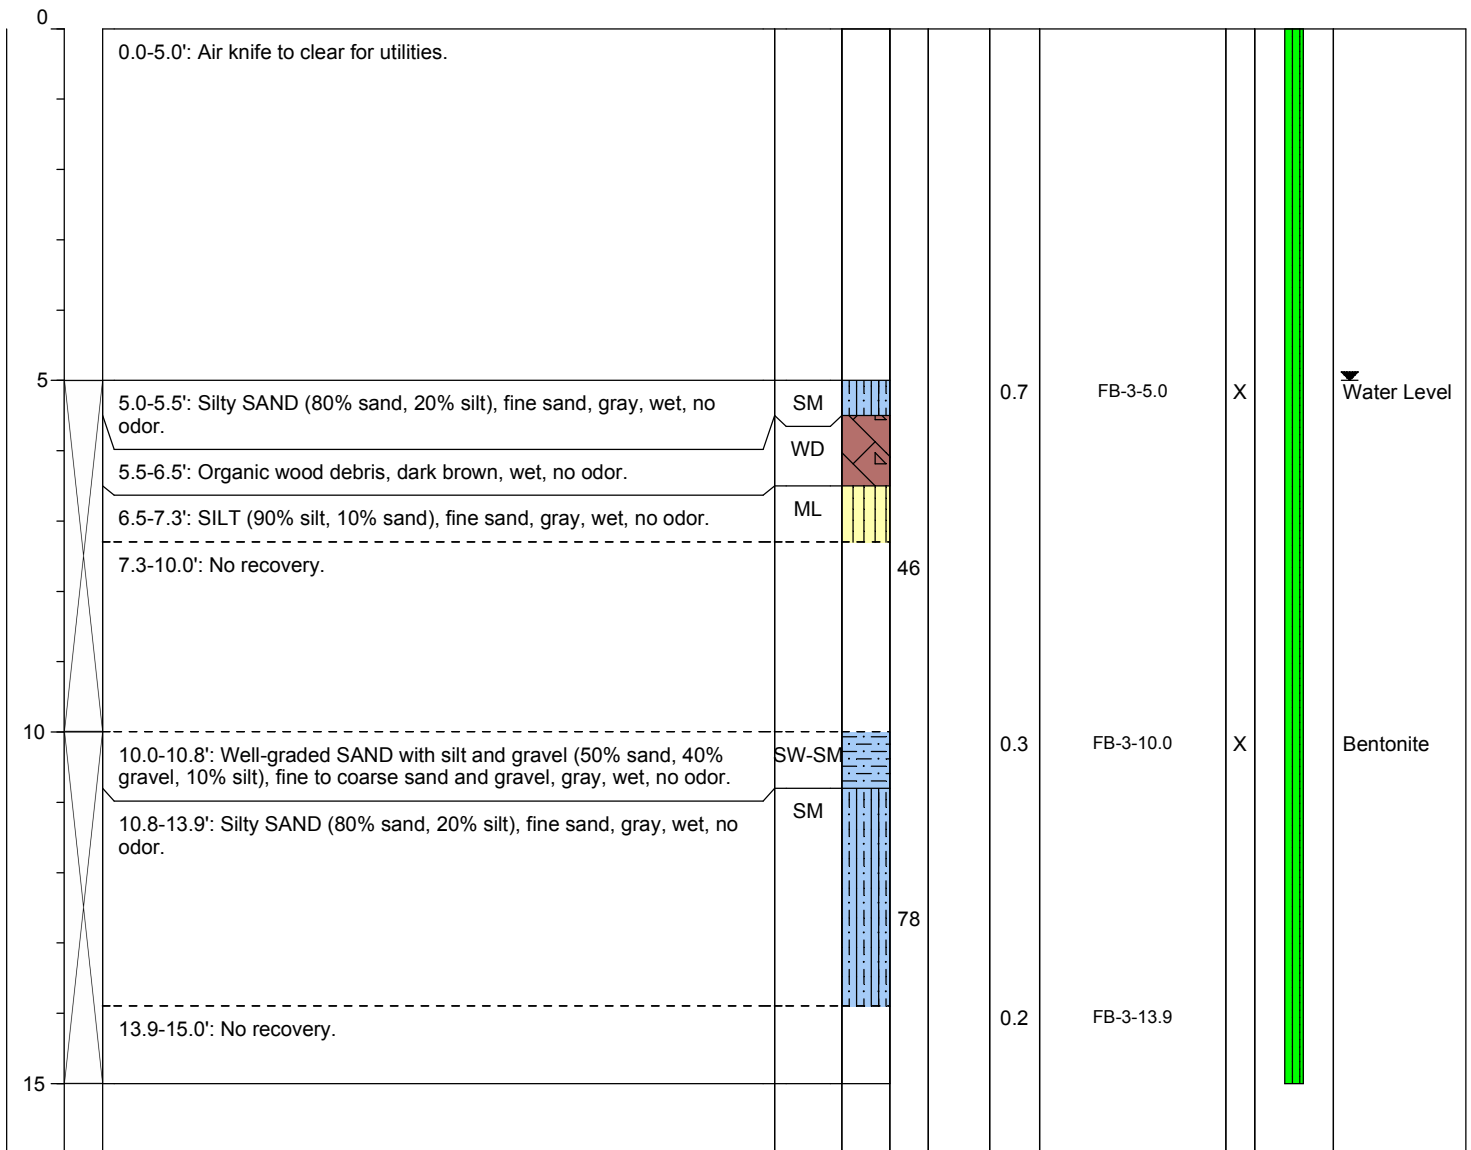 0
0.0-5.0': Air knife to clear for utilities.
5
5.0-5.5': Silty SAND (80% sand, 20% silt), fine sand, gray, wet, no
odor.
SM
0.7
FB-3-5.0
X
Water Level
WD
5.5-6.5': Organic wood debris, dark brown, wet, no odor.
ML
6.5-7.3': SILT (90% silt, 10% sand), fine sand, gray, wet, no odor.
7.3-10.0': No recovery.
46
10
10.0-10.8': Well-graded SAND with silt and gravel (50% sand, 40%
gravel, 10% silt), fine to coarse sand and gravel, gray, wet, no odor.
SW-SM
0.3
FB-3-10.0
X
Bentonite
SM
10.8-13.9': Silty SAND (80% sand, 20% silt), fine sand, gray, wet, no
odor.
78
13.9-15.0': No recovery.
0.2
FB-3-13.9
15